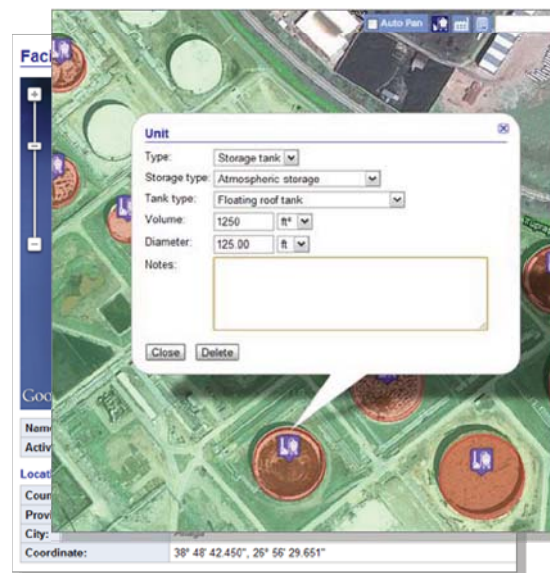 Auto Pan
Faci
Unit
Type: Storage tank
Storage type: Atmospheric storage
Tank type: Floating roof tank
Volume: 1250 ft³
Diameter: 125.00 ft
Notes:
Close Delete
Goo
Nam
Activ
Locat
Coun
Provi
City:
Coordinate: 38° 48' 42.450", 26° 56' 29.651"